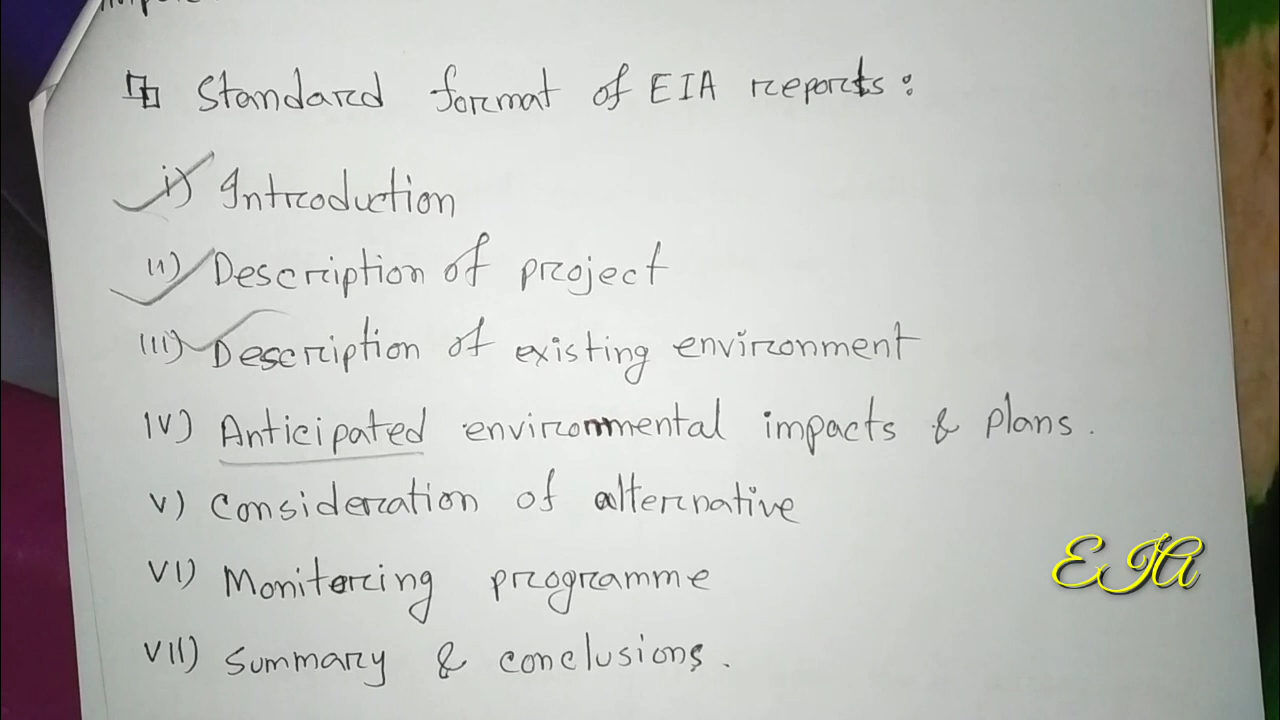 Standard format of EIA reports:
i) Introduction
ii) Description of project
iii) Description of existing environment
iv) Anticipated environmental impacts & plans.
v) Consideration of alternative
EIA
vi) Monitoring programme
vii) Summary & conclusions.